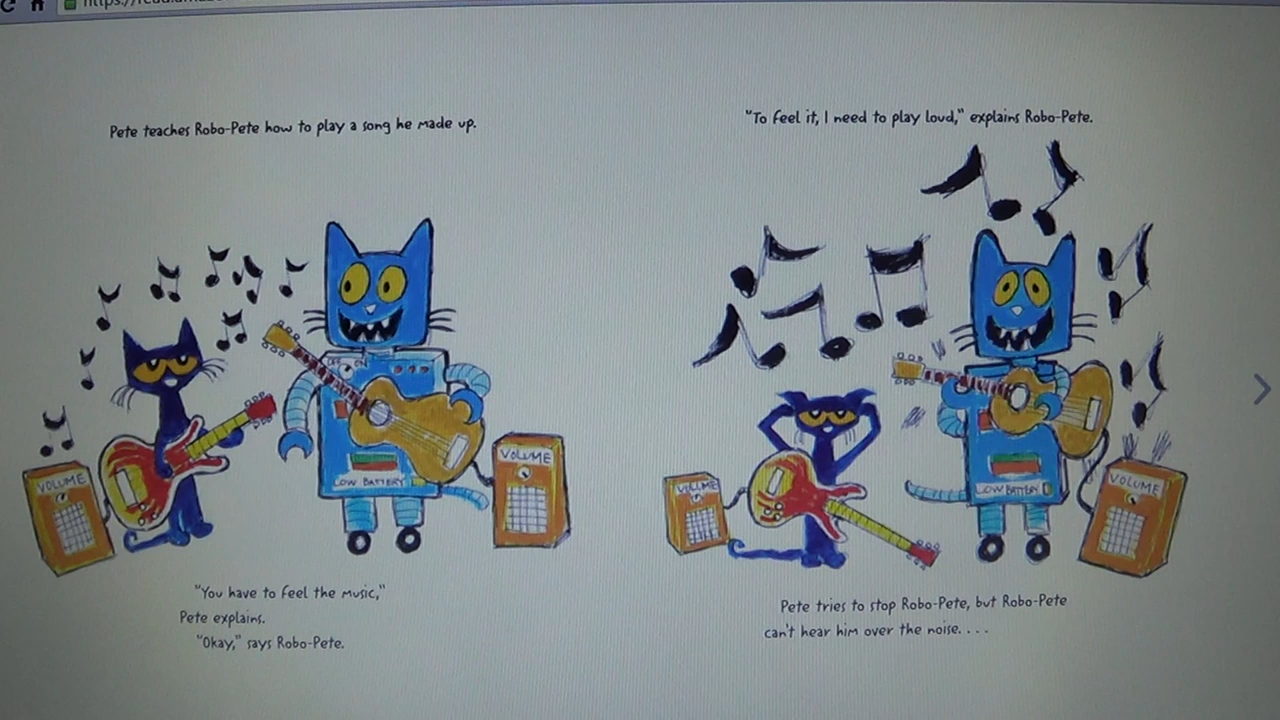 Pete teaches Robo-Pete how to play a song he made up.
VOLUME
LOW BATTERY
VOLUME
"You have to feel the music,"
Pete explains.
"Okay," says Robo-Pete.
"To feel it, I need to play loud," explains Robo-Pete.
VOLUME
LOW BATTERY
VOLUME
Pete tries to stop Robo-Pete, but Robo-Pete
can't hear him over the noise. . . .